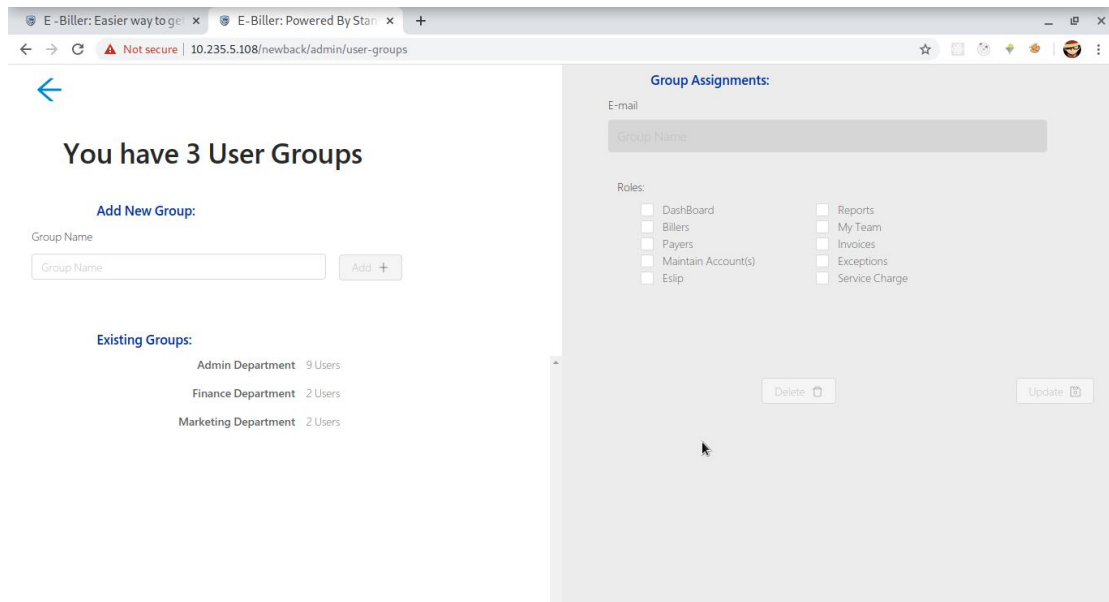 E -Biller: Easier way to get
E-Biller: Powered By Stan
Not secure | 10.235.5.108/newback/admin/user-groups
You have 3 User Groups
Add New Group:
Group Name
Group Name
Add +
Existing Groups:
Admin Department 9 Users
Finance Department 2 Users
Marketing Department 2 Users
Group Assignments:
E-mail
Group Name
Roles:
DashBoard Reports
Billers My Team
Payers Invoices
Maintain Account(s) Exceptions
Eslip Service Charge
Delete Update